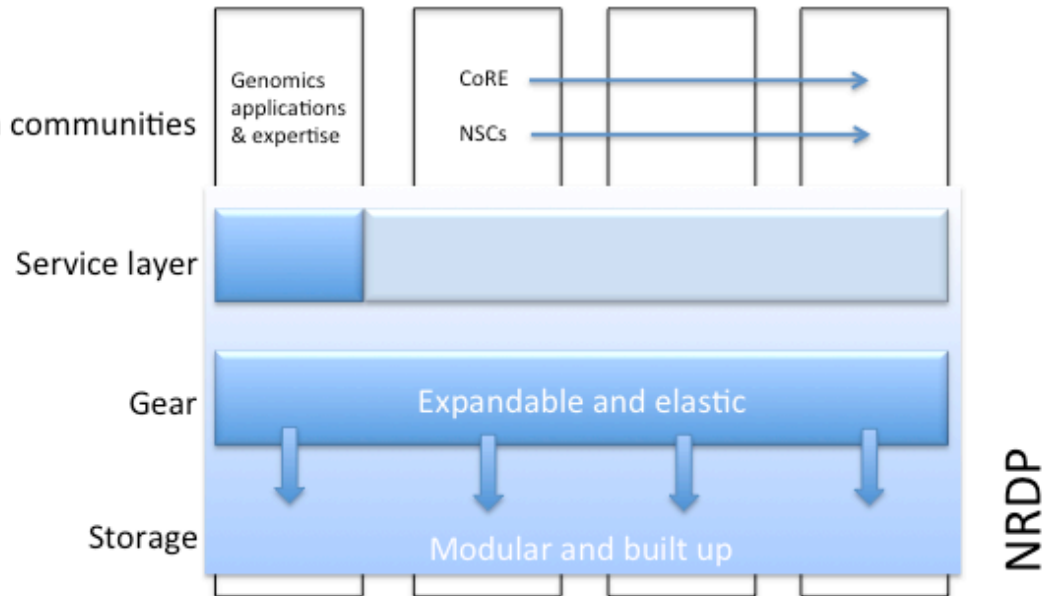 Genomics
applications
& expertise
CoRE
NSCs
communities
Service layer
Gear
Expandable and elastic
Storage
Modular and built up
NRDP